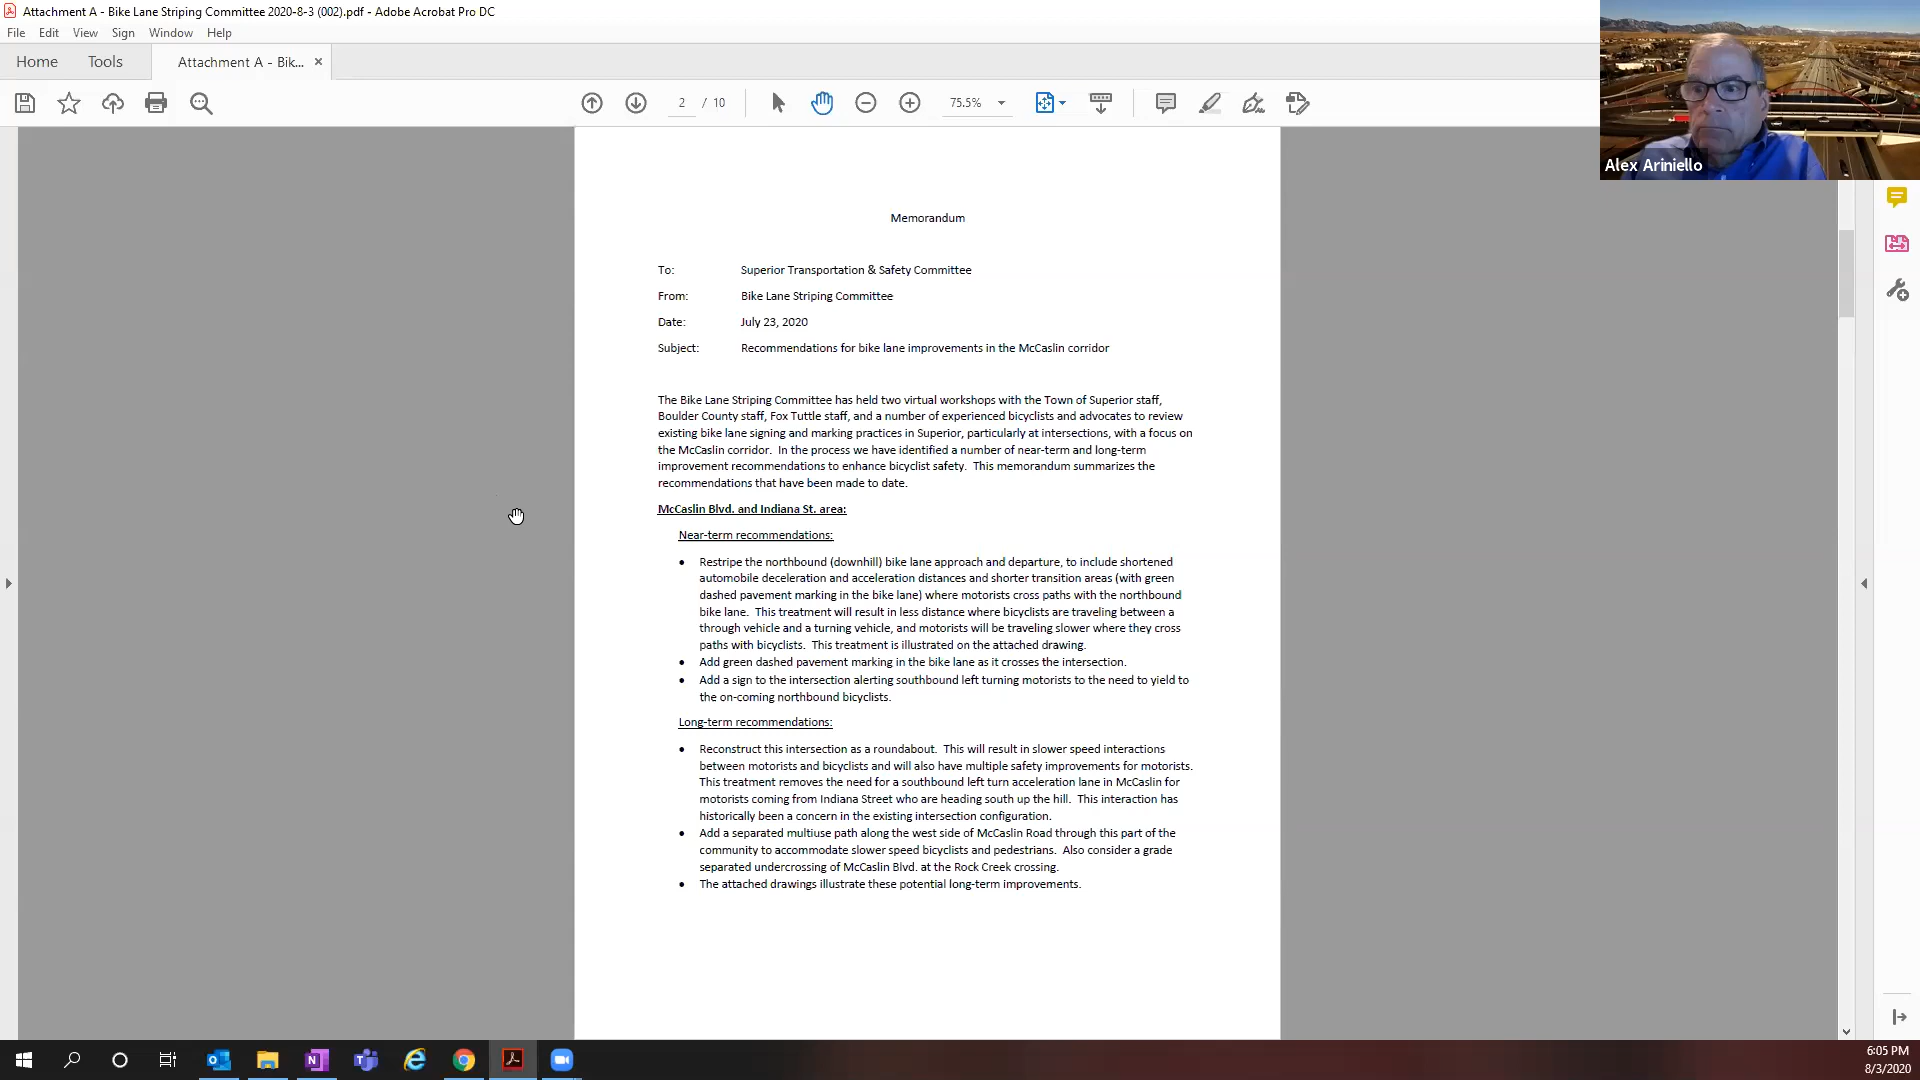 Attachment A - Bike Lane Striping Committee 2020-8-3 (002).pdf - Adobe Acrobat Pro DC
File Edit View Sign Window Help
Home Tools Attachment A - Bik... ×
2 / 10 75.5%
Alex Ariniello
Memorandum
To: Superior Transportation & Safety Committee
From: Bike Lane Striping Committee
Date: July 23, 2020
Subject: Recommendations for bike lane improvements in the McCaslin corridor
The Bike Lane Striping Committee has held two virtual workshops with the Town of Superior staff,
Boulder County staff, Fox Tuttle staff, and a number of experienced bicyclists and advocates to review
existing bike lane signing and marking practices in Superior, particularly at intersections, with a focus on
the McCaslin corridor. In the process we have identified a number of near-term and long-term
improvement recommendations to enhance bicyclist safety. This memorandum summarizes the
recommendations that have been made to date.
McCaslin Blvd. and Indiana St. area:
Near-term recommendations:
• Restripe the northbound (downhill) bike lane approach and departure, to include shortened
automobile deceleration and acceleration distances and shorter transition areas (with green
dashed pavement marking in the bike lane) where motorists cross paths with the northbound
bike lane. This treatment will result in less distance where bicyclists are traveling between a
through vehicle and a turning vehicle, and motorists will be traveling slower where they cross
paths with bicyclists. This treatment is illustrated on the attached drawing.
• Add green dashed pavement marking in the bike lane as it crosses the intersection.
• Add a sign to the intersection alerting southbound left turning motorists to the need to yield to
the on-coming northbound bicyclists.
Long-term recommendations:
• Reconstruct this intersection as a roundabout. This will result in slower speed interactions
between motorists and bicyclists and will also have multiple safety improvements for motorists.
This treatment removes the need for a southbound left turn acceleration lane in McCaslin for
motorists coming from Indiana Street who are heading south up the hill. This interaction has
historically been a concern in the existing intersection configuration.
• Add a separated multiuse path along the west side of McCaslin Road through this part of the
community to accommodate slower speed bicyclists and pedestrians. Also consider a grade
separated undercrossing of McCaslin Blvd. at the Rock Creek crossing.
• The attached drawings illustrate these potential long-term improvements.
6:05 PM
8/3/2020